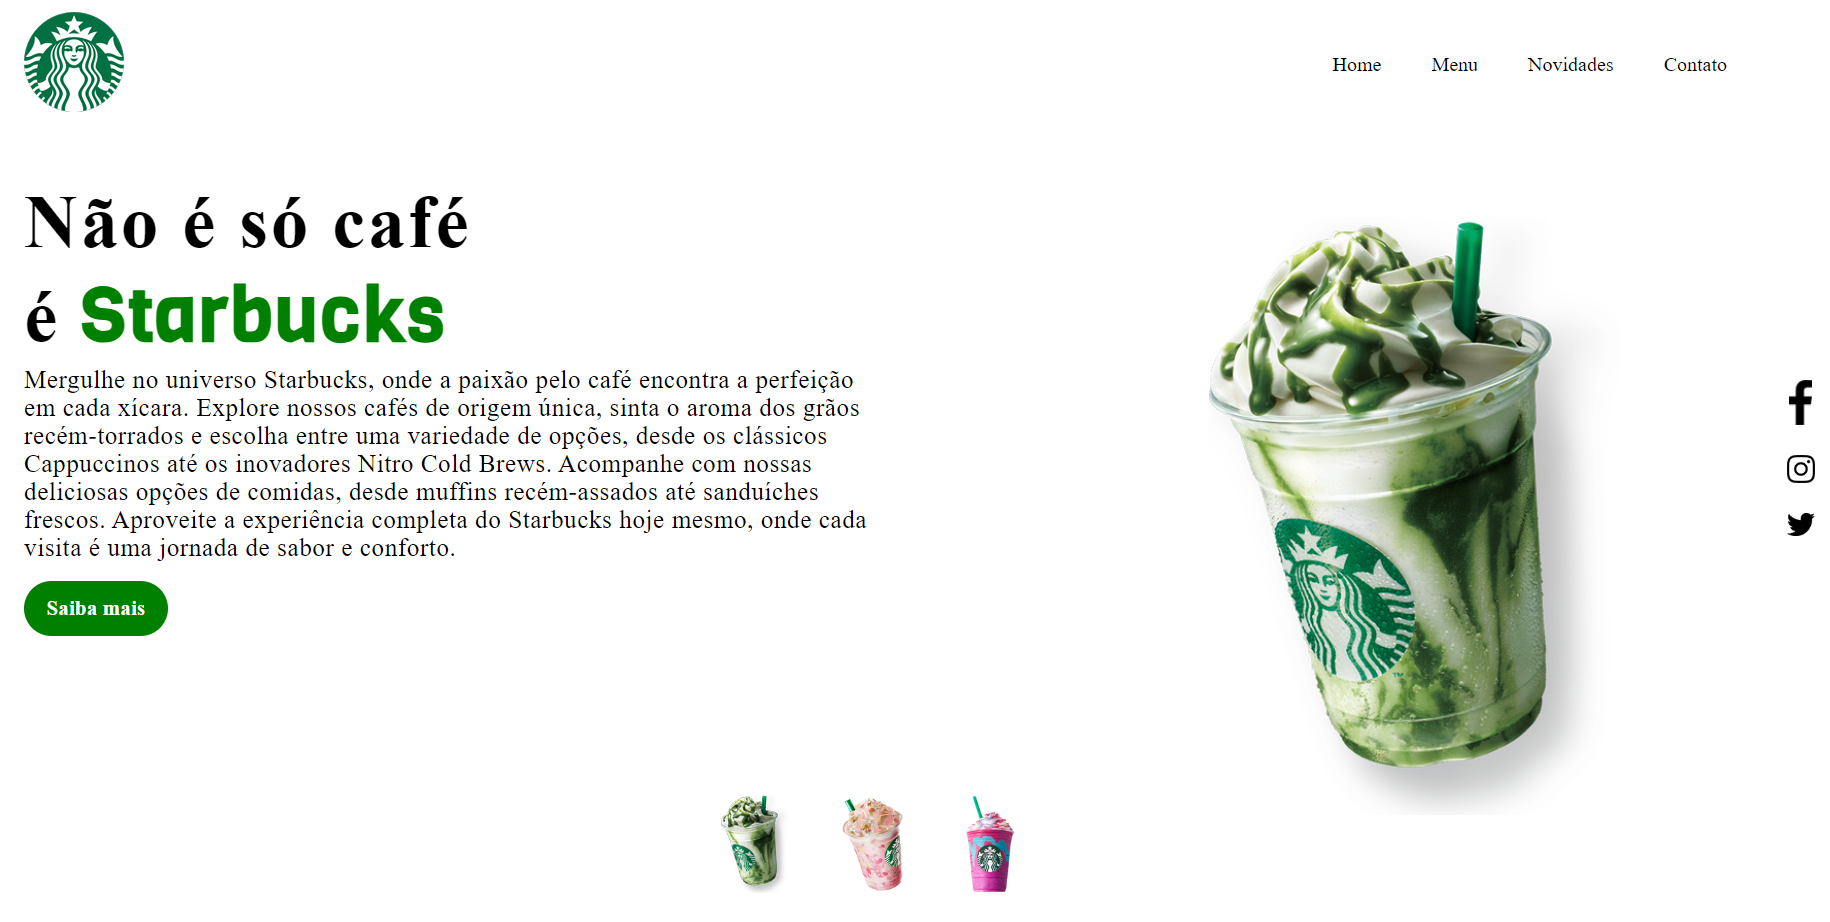 Home Menu Novidades Contato
Não é só café
é Starbucks
Mergulhe no universo Starbucks, onde a paixão pelo café encontra a perfeição
em cada xícara. Explore nossos cafés de origem única, sinta o aroma dos grãos
recém-torrados e escolha entre uma variedade de opções, desde os clássicos
Cappuccinos até os inovadores Nitro Cold Brews. Acompanhe com nossas
deliciosas opções de comidas, desde muffins recém-assados até sanduíches
frescos. Aproveite a experiência completa do Starbucks hoje mesmo, onde cada
visita é uma jornada de sabor e conforto.
Saiba mais
TM